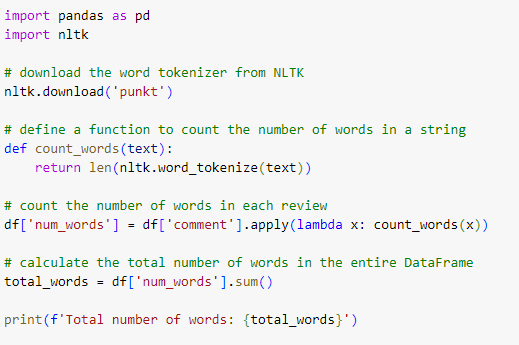 import pandas as pd
import nltk
# download the word tokenizer from NLTK
nltk.download('punkt')
# define a function to count the number of words in a string
def count_words(text):
    return len(nltk.word_tokenize(text))
# count the number of words in each review
df['num_words'] = df['comment'].apply(lambda x: count_words(x))
# calculate the total number of words in the entire DataFrame
total_words = df['num_words'].sum()
print(f'Total number of words: {total_words}')